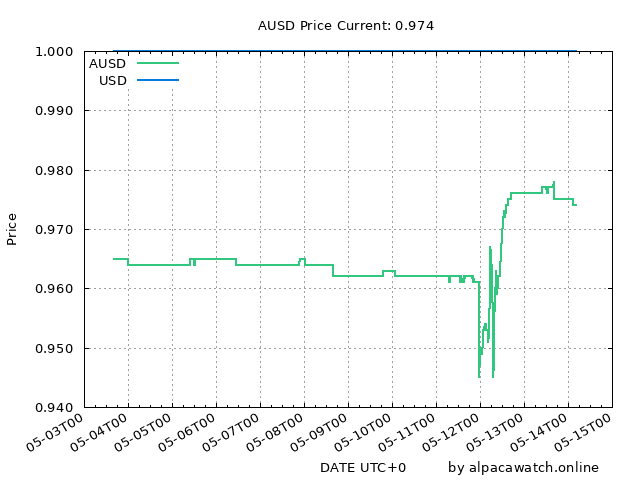 AUSD Price Current: 0.974
1.000
AUSD
USD
0.990
0.980
0.970
Price
0.960
0.950
0.940
05-03T00
05-04T00
05-05T00
05-06T00
05-07T00
05-08T00
05-09T00
05-10T00
05-11T00
05-12T00
05-13T00
05-14T00
05-15T00
DATE UTC+0
by alpacawatch.online